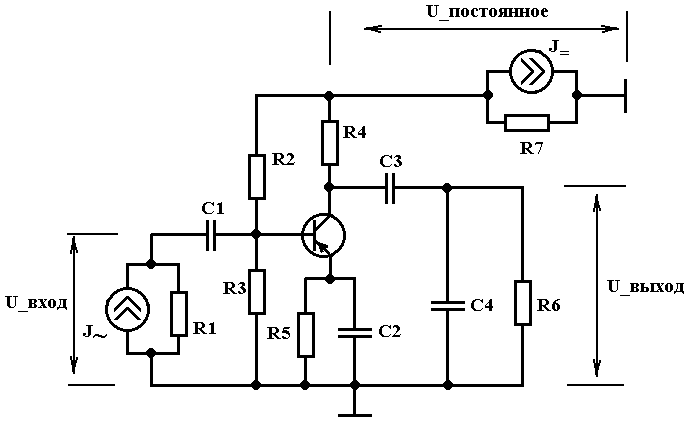 U_постоянное
J=
R4
R7
R2
C3
C1
R3
U_вход
R1
J~
R5
C2
C4
R6
U_выход